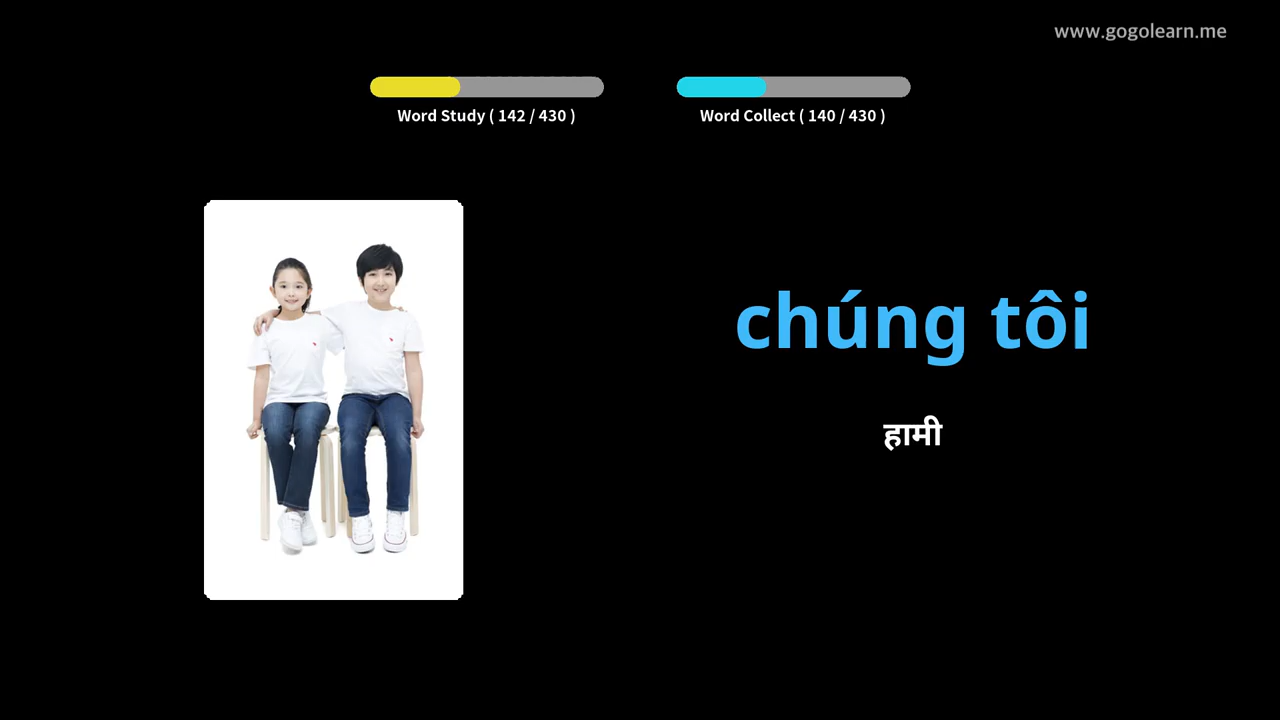 www.gogolearn.me
Word Study ( 142 / 430 )
Word Collect ( 140 / 430 )
chúng tôi
हामी